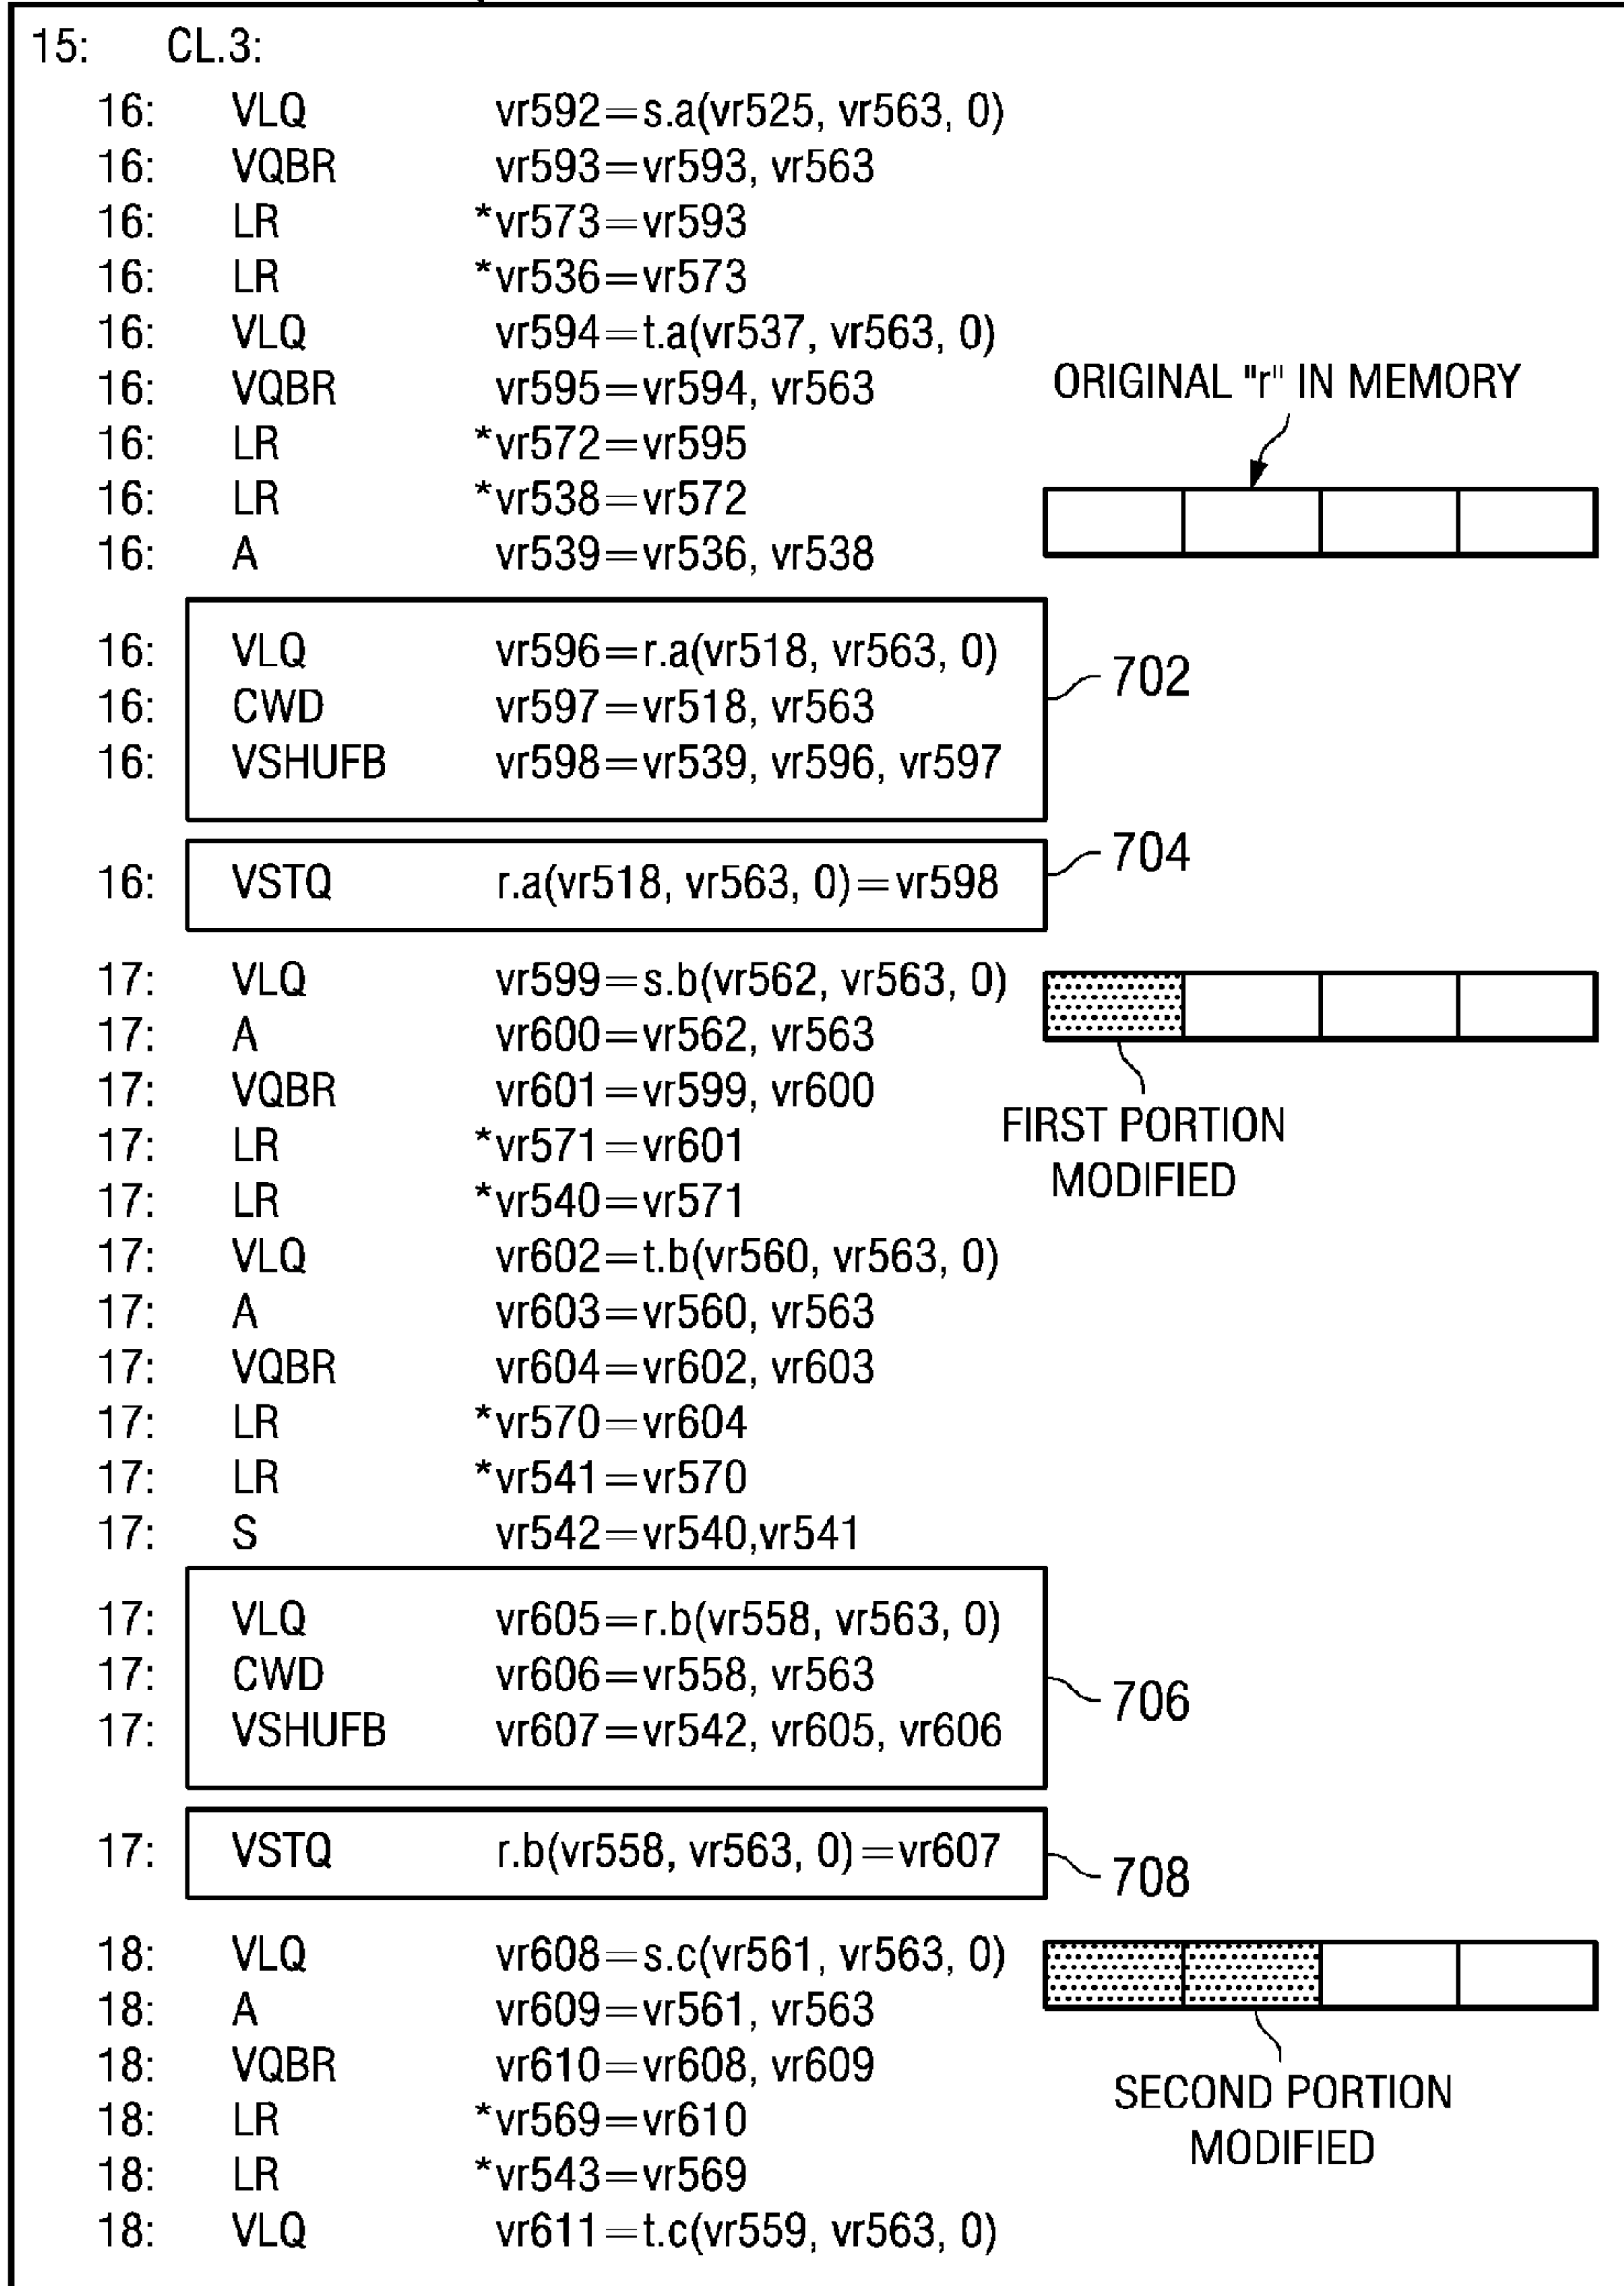 15: CL.3:
16: VLQ vr592=s.a(vr525, vr563, 0)
16: VQBR vr593=vr593, vr563
16: LR *vr573=vr593
16: LR *vr536=vr573
16: VLQ vr594=t.a(vr537, vr563, 0)
16: VQBR vr595=vr594, vr563
ORIGINAL "r" IN MEMORY
16: LR *vr572=vr595
16: LR *vr538=vr572
16: A vr539=vr536, vr538
16: VLQ vr596=r.a(vr518, vr563, 0)
702
16: CWD vr597=vr518, vr563
16: VSHUFB vr598=vr539, vr596, vr597
704
16: VSTQ r.a(vr518, vr563, 0)=vr598
17: VLQ vr599=s.b(vr562, vr563, 0)
17: A vr600=vr562, vr563
17: VQBR vr601=vr599, vr600
FIRST PORTION
MODIFIED
17: LR *vr571=vr601
17: LR *vr540=vr571
17: VLQ vr602=t.b(vr560, vr563, 0)
17: A vr603=vr560, vr563
17: VQBR vr604=vr602, vr603
17: LR *vr570=vr604
17: LR *vr541=vr570
17: S vr542=vr540,vr541
17: VLQ vr605=r.b(vr558, vr563, 0)
17: CWD vr606=vr558, vr563
706
17: VSHUFB vr607=vr542, vr605, vr606
17: VSTQ r.b(vr558, vr563, 0)=vr607
708
18: VLQ vr608=s.c(vr561, vr563, 0)
18: A vr609=vr561, vr563
18: VQBR vr610=vr608, vr609
SECOND PORTION
MODIFIED
18: LR *vr569=vr610
18: LR *vr543=vr569
18: VLQ vr611=t.c(vr559, vr563, 0)